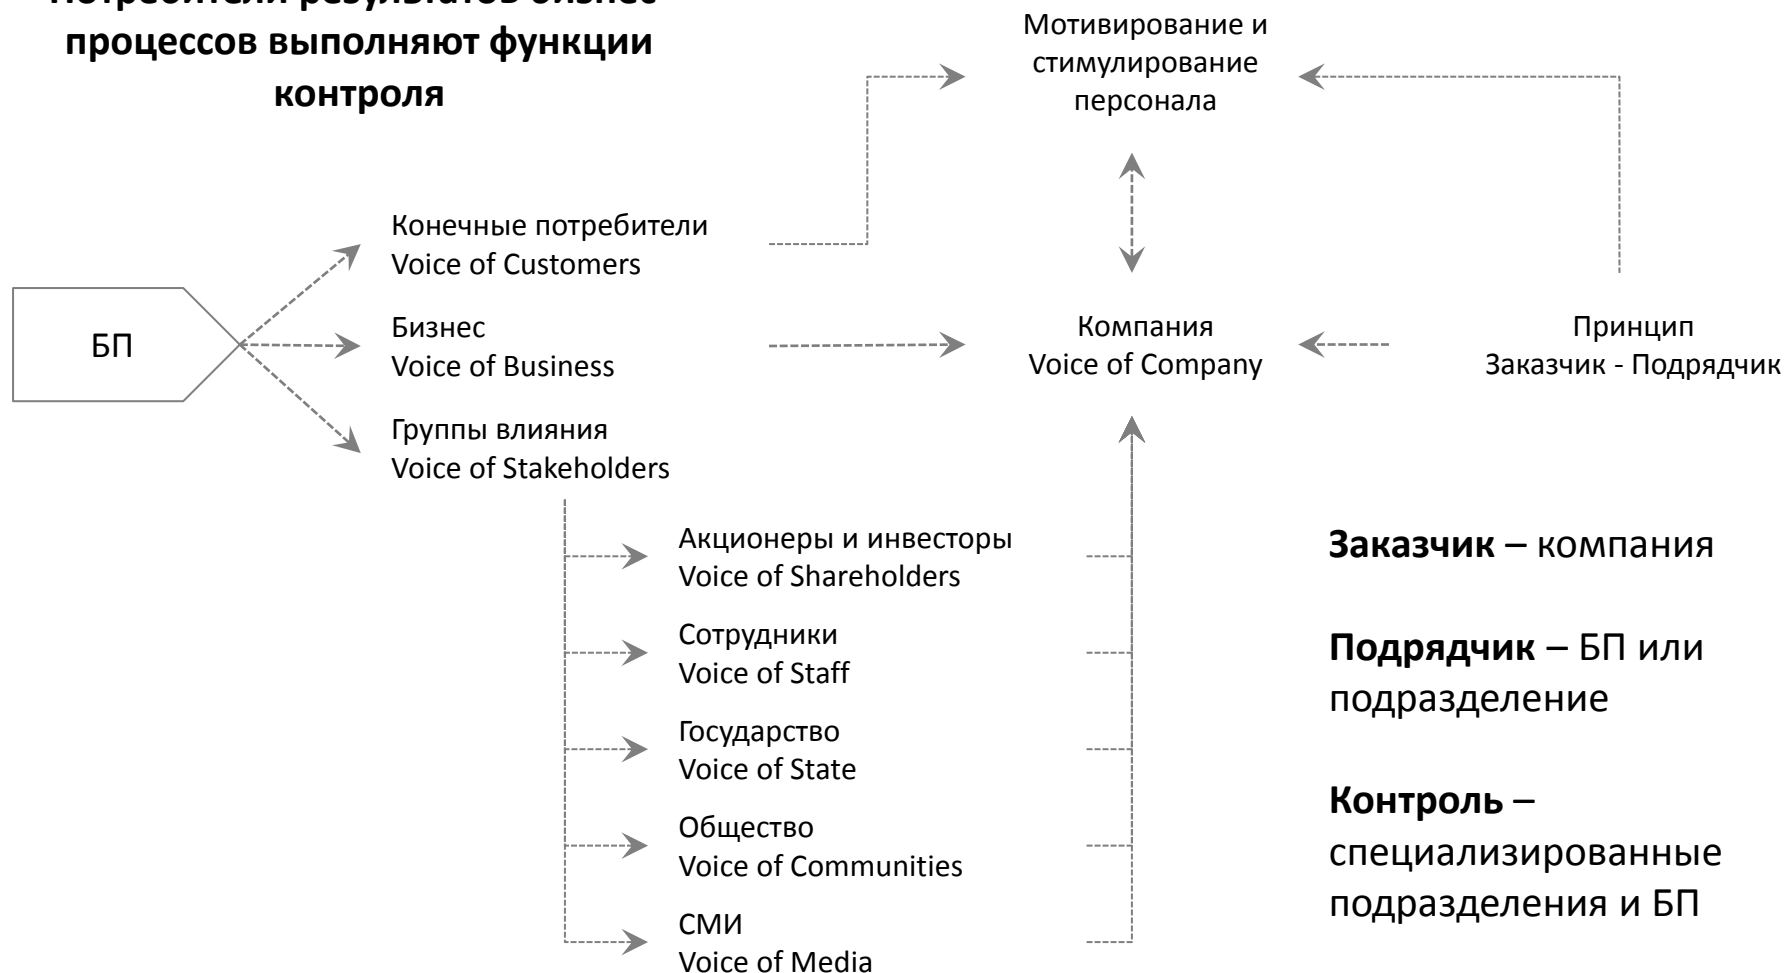 Потребители результатов бизнес
процессов выполняют функции
контроля
Мотивирование и
стимулирование
персонала
Конечные потребители
Voice of Customers
БП
Бизнес
Voice of Business
Компания
Voice of Company
Принцип
Заказчик - Подрядчик
Группы влияния
Voice of Stakeholders
Акционеры и инвесторы
Voice of Shareholders
Сотрудники
Voice of Staff
Государство
Voice of State
Общество
Voice of Communities
СМИ
Voice of Media
Заказчик – компания
Подрядчик – БП или
подразделение
Контроль –
специализированные
подразделения и БП